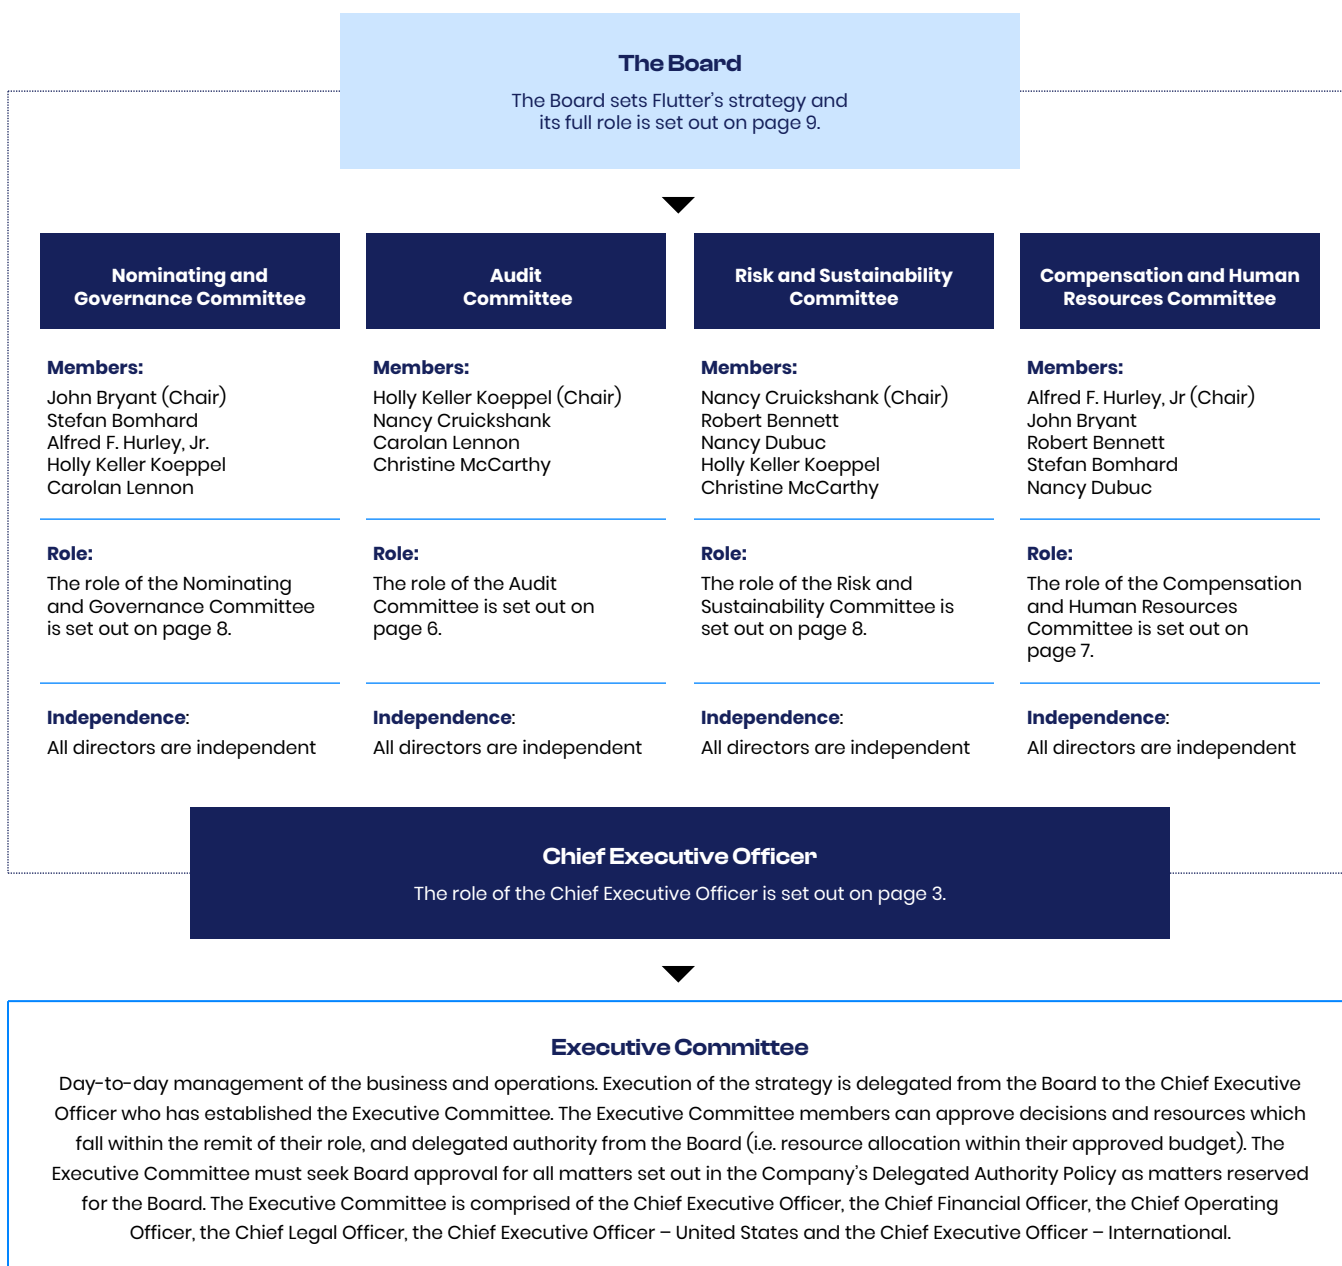 The Board
The Board sets Flutter’s strategy and
its full role is set out on page 9.
Nominating and
Governance Committee
Members:
John Bryant (Chair)
Stefan Bomhard
Alfred F. Hurley, Jr.
Holly Keller Koeppel
Carolan Lennon
Role:
The role of the Nominating
and Governance Committee
is set out on page 8.
Independence:
All directors are independent
Audit
Committee
Members:
Holly Keller Koeppel (Chair)
Nancy Cruickshank
Carolan Lennon
Christine McCarthy
Role:
The role of the Audit
Committee is set out on
page 6.
Independence:
All directors are independent
Risk and Sustainability
Committee
Members:
Nancy Cruickshank (Chair)
Robert Bennett
Nancy Dubuc
Holly Keller Koeppel
Christine McCarthy
Role:
The role of the Risk and
Sustainability Committee is
set out on page 8.
Independence:
All directors are independent
Compensation and Human
Resources Committee
Members:
Alfred F. Hurley, Jr (Chair)
John Bryant
Robert Bennett
Stefan Bomhard
Nancy Dubuc
Role:
The role of the Compensation
and Human Resources
Committee is set out on
page 7.
Independence:
All directors are independent
Chief Executive Officer
The role of the Chief Executive Officer is set out on page 3.
Executive Committee
Day-to-day management of the business and operations. Execution of the strategy is delegated from the Board to the Chief Executive
Officer who has established the Executive Committee. The Executive Committee members can approve decisions and resources which
fall within the remit of their role, and delegated authority from the Board (i.e. resource allocation within their approved budget). The
Executive Committee must seek Board approval for all matters set out in the Company’s Delegated Authority Policy as matters reserved
for the Board. The Executive Committee is comprised of the Chief Executive Officer, the Chief Financial Officer, the Chief Operating
Officer, the Chief Legal Officer, the Chief Executive Officer – United States and the Chief Executive Officer – International.